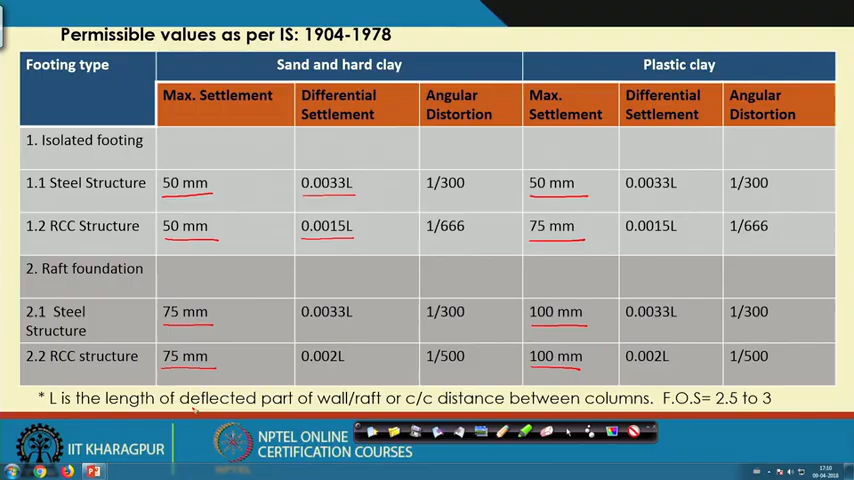 Permissible values as per IS: 1904-1978
Footing type Sand and hard clay Plastic clay
Max. Settlement Differential Settlement Angular Distortion Max. Settlement Differential Settlement Angular Distortion
1. Isolated footing
1.1 Steel Structure 50 mm 0.0033L 1/300 50 mm 0.0033L 1/300
1.2 RCC Structure 50 mm 0.0015L 1/666 75 mm 0.0015L 1/666
2. Raft foundation
2.1 Steel Structure 75 mm 0.0033L 1/300 100 mm 0.0033L 1/300
2.2 RCC structure 75 mm 0.002L 1/500 100 mm 0.002L 1/500
* L is the length of deflected part of wall/raft or c/c distance between columns. F.O.S= 2.5 to 3
IIT KHARAGPUR
NPTEL
NPTEL ONLINE
CERTIFICATION COURSES
17:10
09-04-2018